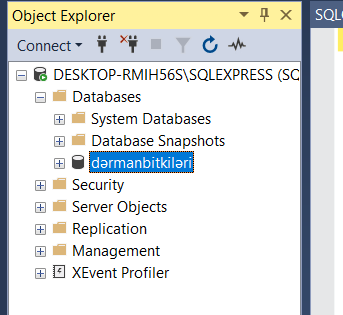 Object Explorer
SQL
Connect
DESKTOP-RMIH56S\SQLEXPRESS (SQ
Databases
System Databases
Database Snapshots
dərmanbitkiləri
Security
Server Objects
Replication
Management
XEvent Profiler